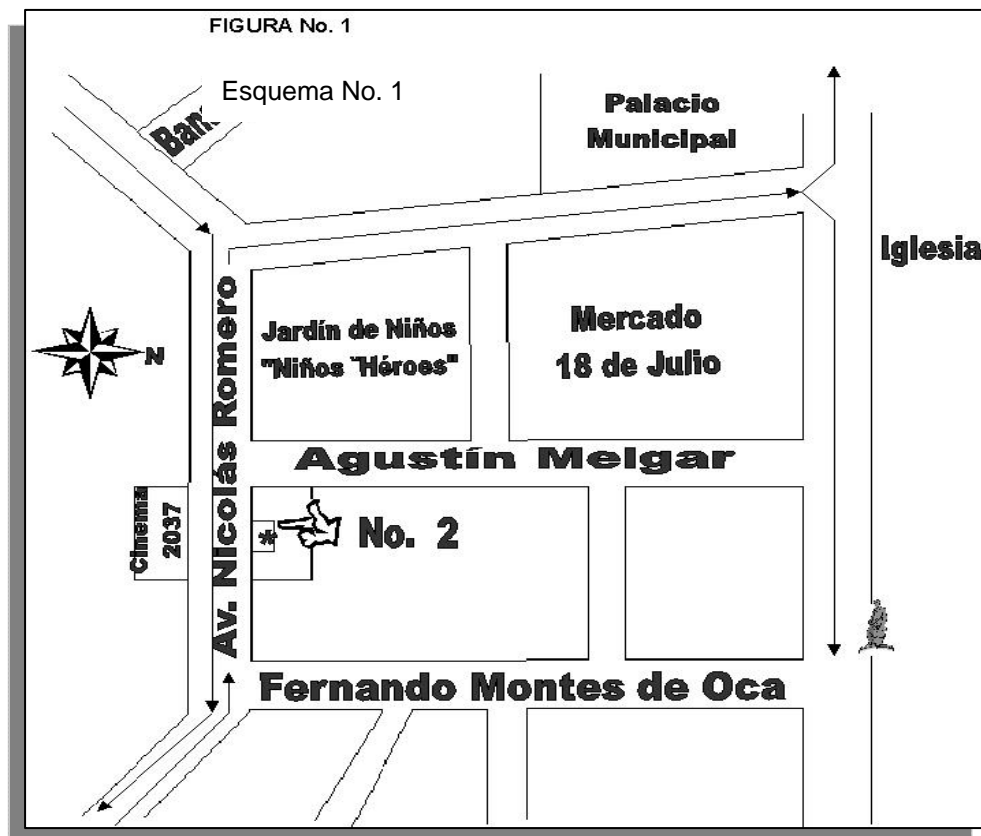 FIGURA No. 1
Esquema No. 1
Palacio
Municipal
Iglesia
Jardín de Niños
"Niños ¨Héroes"
Mercado
18 de Julio
N
Av. Nicolás Romero
Agustín Melgar
Cinema
2037
*
No. 2
Fernando Montes de Oca